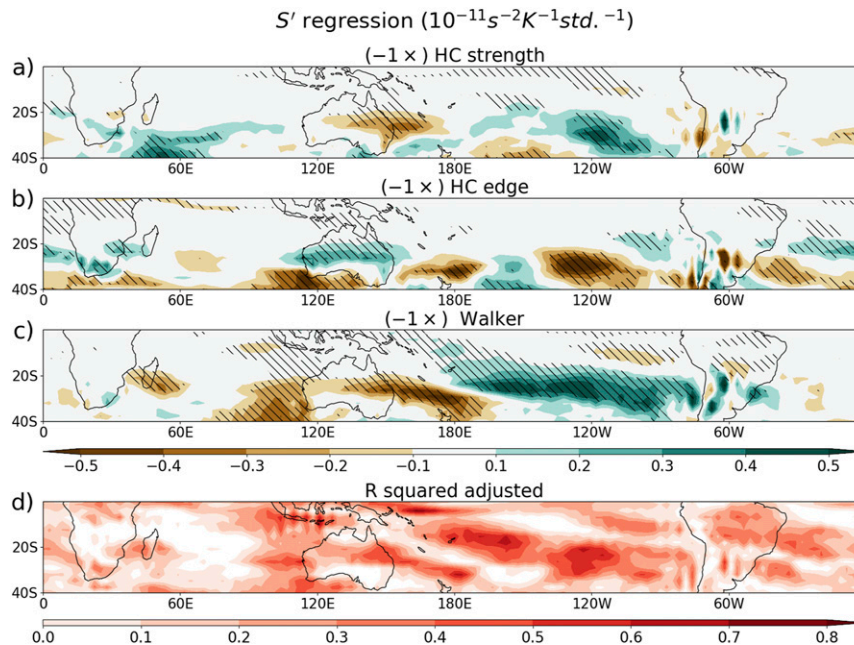 S′ regression (10⁻¹¹s⁻²K⁻¹std.⁻¹)
a) (−1 ×) HC strength
20S
40S
0 60E 120E 180E 120W 60W
b) (−1 ×) HC edge
20S
40S
0 60E 120E 180E 120W 60W
c) (−1 ×) Walker
20S
40S
0 60E 120E 180E 120W 60W
−0.5 −0.4 −0.3 −0.2 −0.1 0.1 0.2 0.3 0.4 0.5
d) R squared adjusted
20S
40S
0 60E 120E 180E 120W 60W
0.0 0.1 0.2 0.3 0.4 0.5 0.6 0.7 0.8